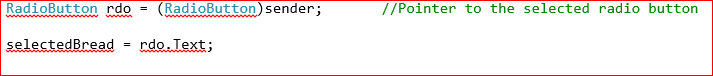 RadioButton rdo = (RadioButton)sender;       //Pointer to the selected radio button
selectedBread = rdo.Text;